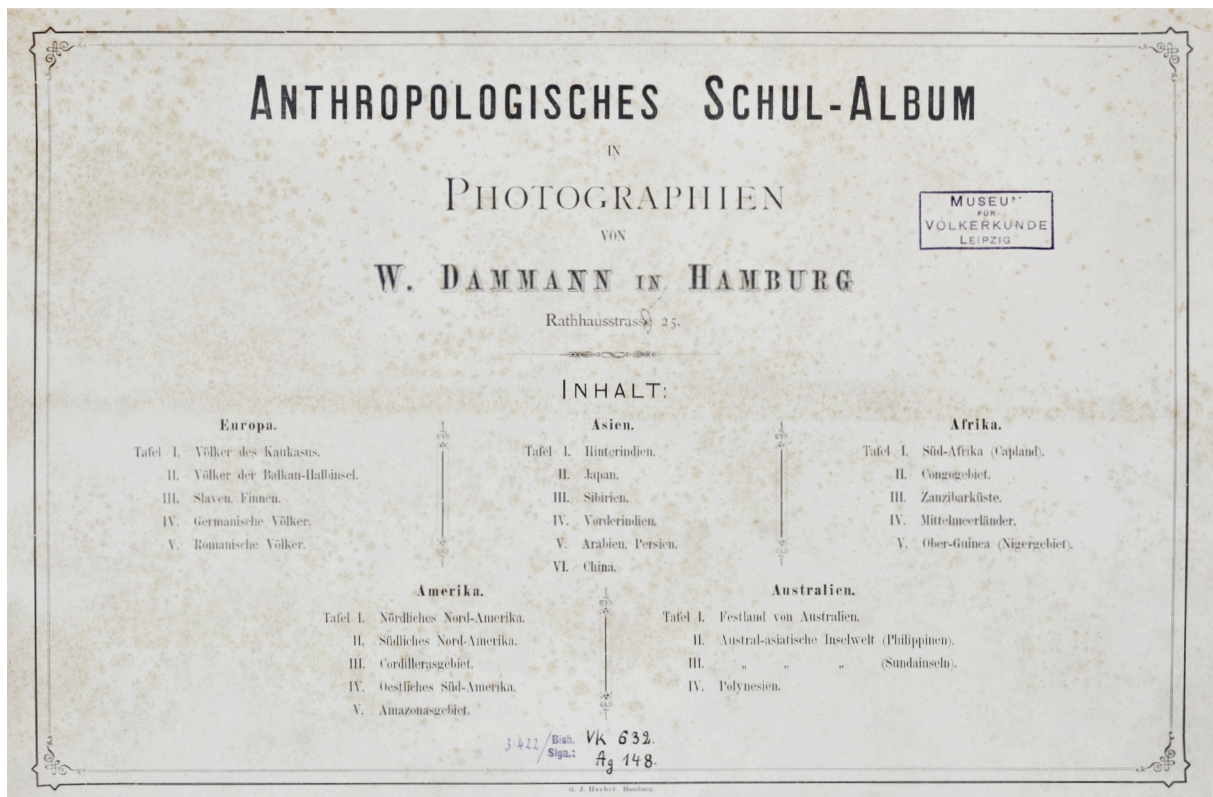 ANTHROPOLOGISCHES SCHUL-ALBUM
IN
PHOTOGRAPHIEN
VON
W. DAMMANN IN HAMBURG
Rathhausstrasse 25.
MUSEUM
FÜR
VÖLKERKUNDE
LEIPZIG
INHALT:
Europa.
Tafel I. Völker des Kaukasus.
II. Völker der Balkan-Halbinsel.
III. Slaven, Finnen.
IV. Germanische Völker.
V. Romanische Völker.
Asien.
Tafel I. Hinterindien.
II. Japan.
III. Sibirien.
IV. Vorderindien.
V. Arabien, Persien.
VI. China.
Afrika.
Tafel I. Süd-Afrika (Capland).
II. Congogebiet.
III. Zanzibarküste.
IV. Mittelmeerländer.
V. Ober-Guinea (Nigergebiet).
Amerika.
Tafel I. Nördliches Nord-Amerika.
II. Südliches Nord-Amerika.
III. Cordillerasgebiet.
IV. Oestliches Süd-Amerika.
V. Amazonasgebiet.
Australien.
Tafel I. Festland von Australien.
II. Austral-asiatische Inselwelt (Philippinen).
III. „ „ „ (Sundainseln).
IV. Polynesien.
3:422/ Bish. Vk 632.
Sign.: Ag 148.
Hamburg.